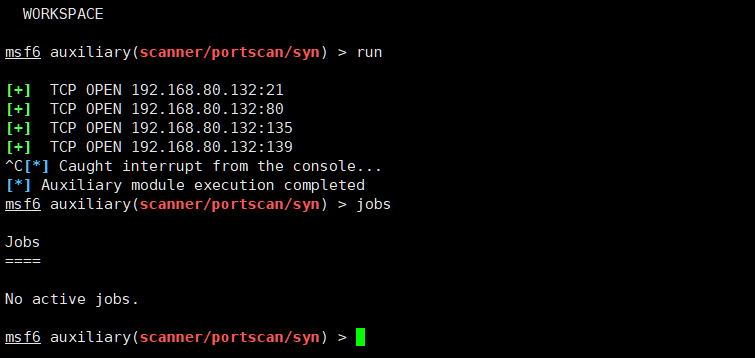 WORKSPACE
msf6 auxiliary(scanner/portscan/syn) > run
[+]  TCP OPEN 192.168.80.132:21
[+]  TCP OPEN 192.168.80.132:80
[+]  TCP OPEN 192.168.80.132:135
[+]  TCP OPEN 192.168.80.132:139
^C[*] Caught interrupt from the console...
[*] Auxiliary module execution completed
msf6 auxiliary(scanner/portscan/syn) > jobs
Jobs
====
No active jobs.
msf6 auxiliary(scanner/portscan/syn) >